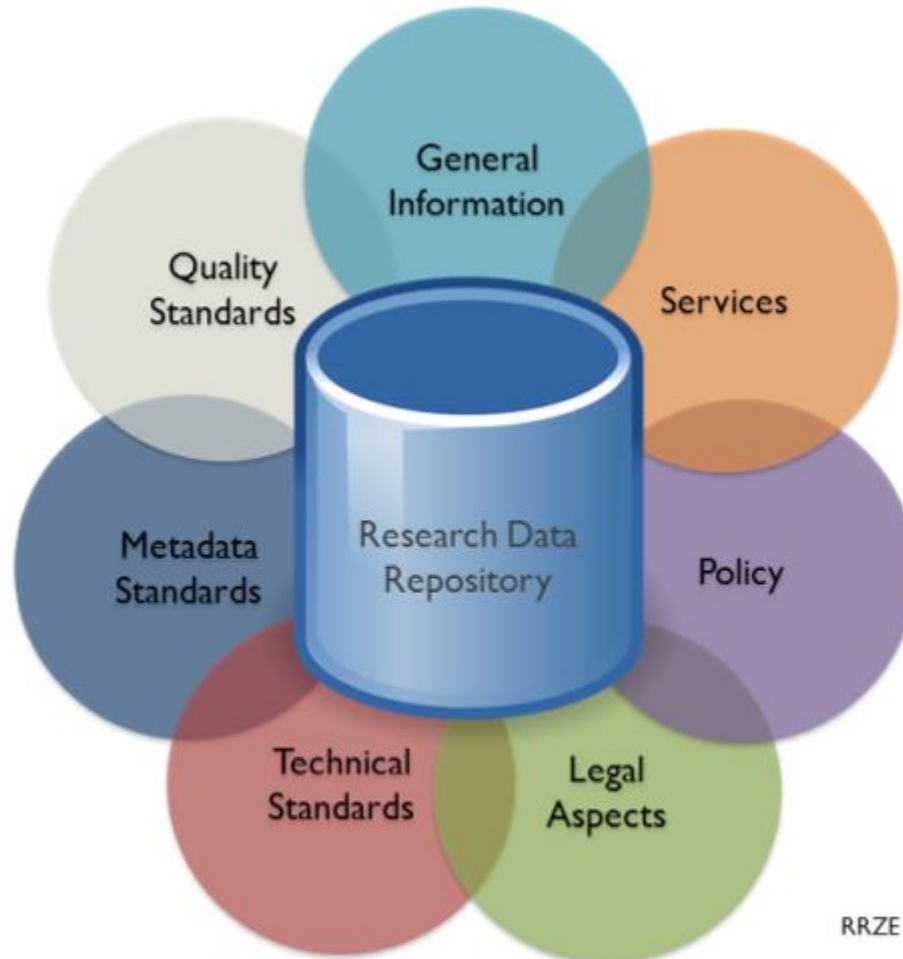 General
Information
Quality
Standards
Services
Research Data
Repository
Metadata
Standards
Policy
Technical
Standards
Legal
Aspects
RRZE